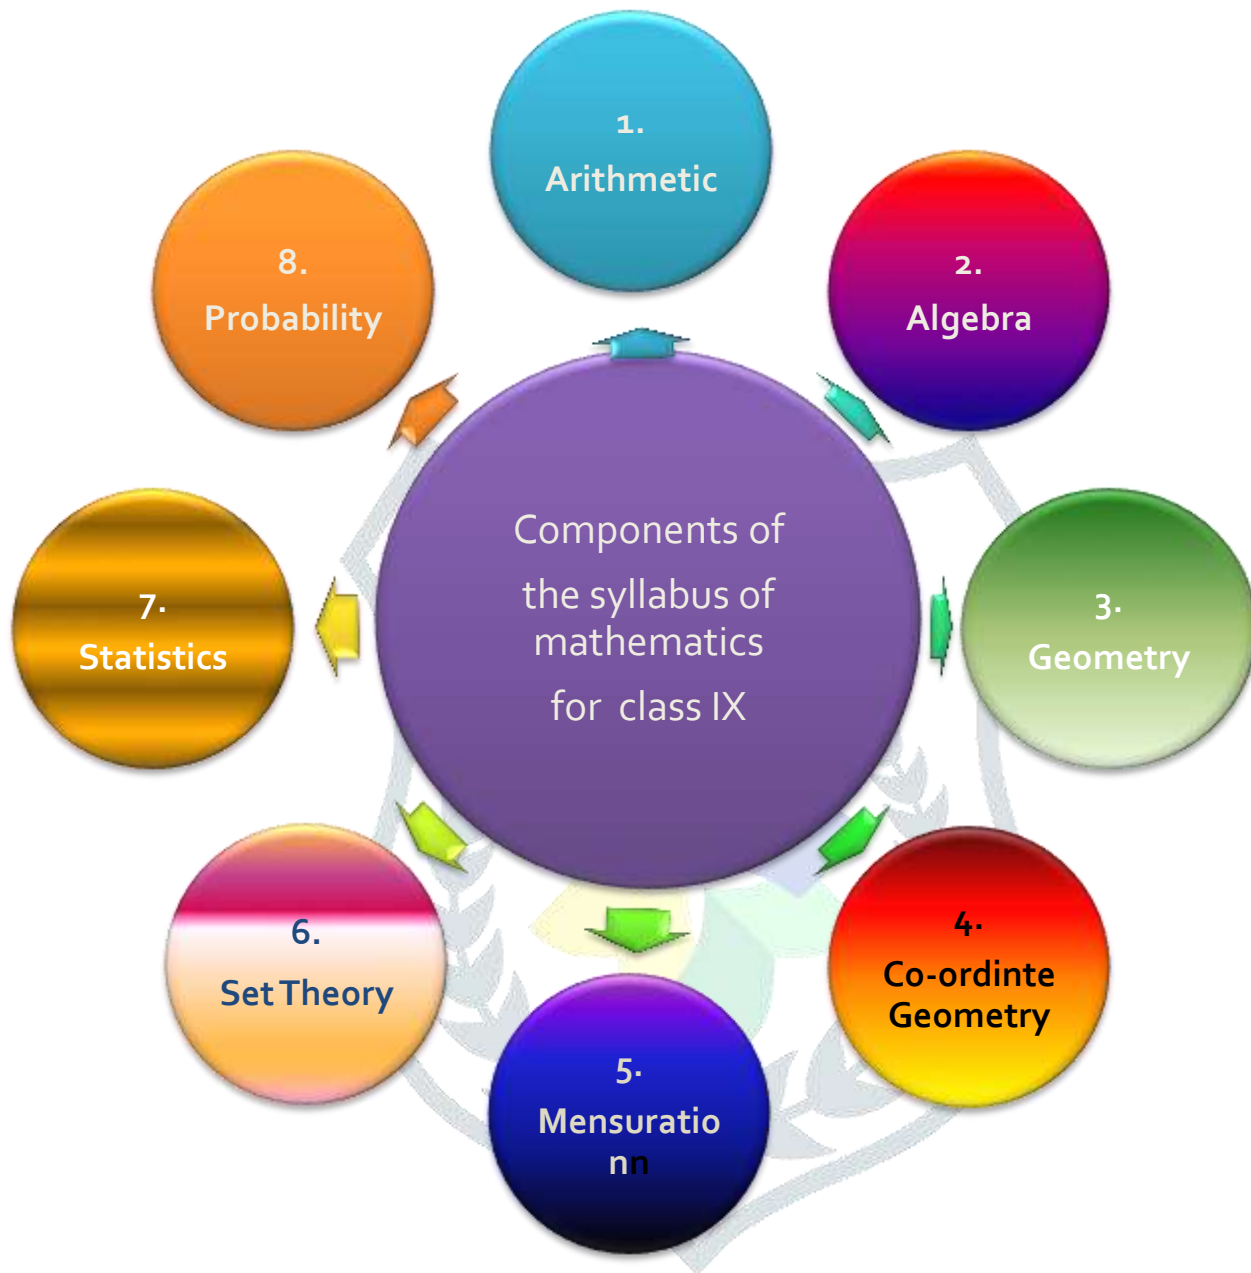 Components of
the syllabus of
mathematics
for class IX
1.
Arithmetic
2.
Algebra
3.
Geometry
4.
Co-ordinte
Geometry
5.
Mensuratio
nn
6.
Set Theory
7.
Statistics
8.
Probability